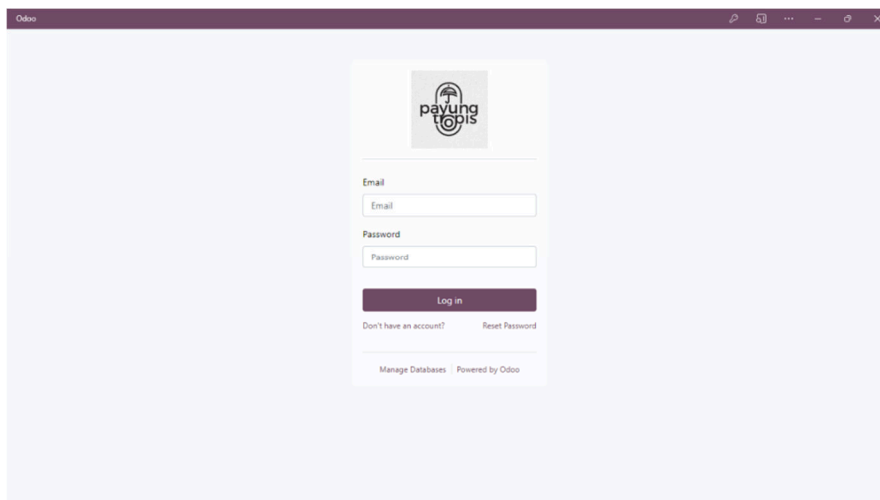 Odoo
payung
tropis
Email
Email
Password
Password
Log in
Don't have an account? Reset Password
Manage Databases Powered by Odoo